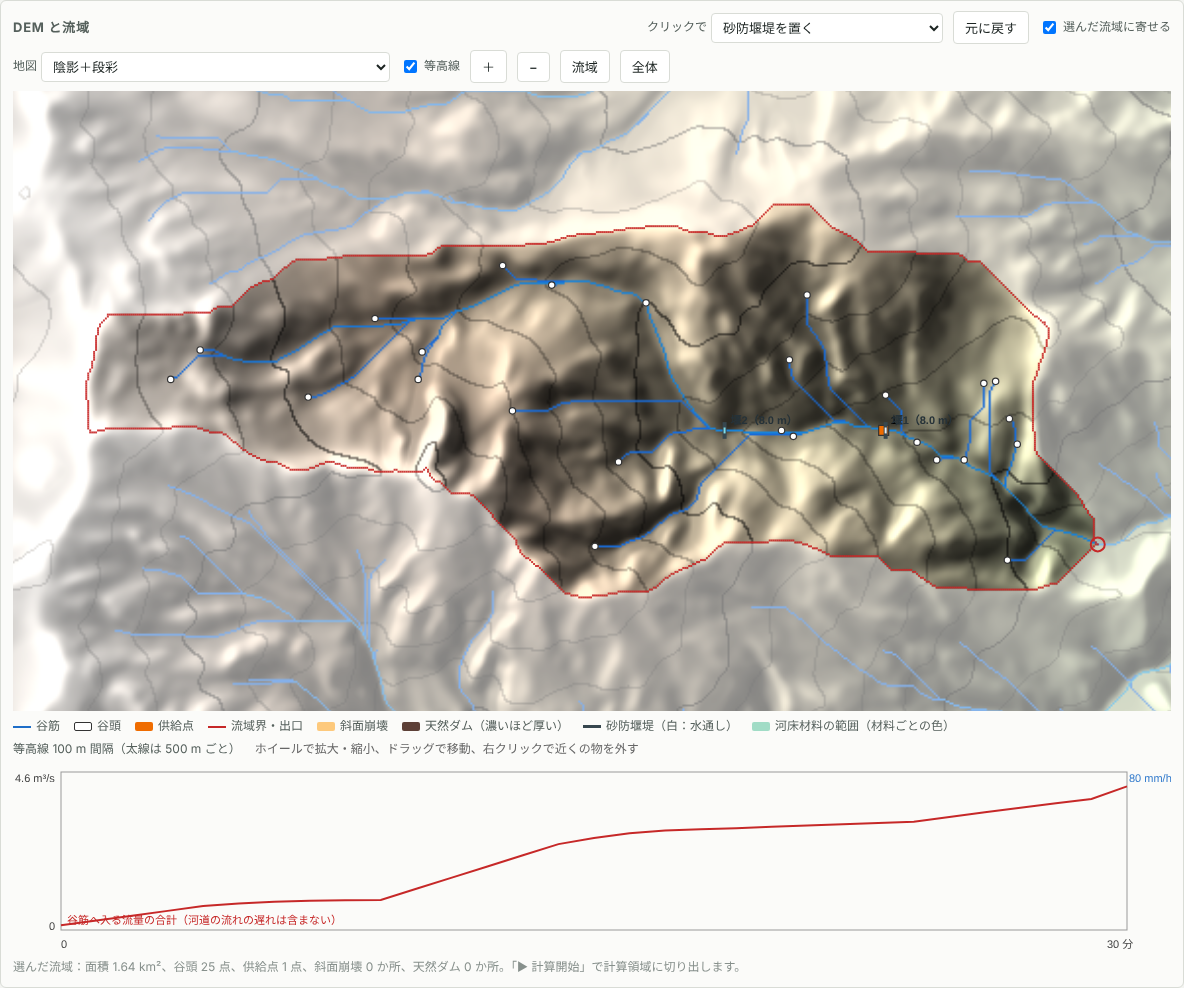 DEM と流域
クリックで 砂防堰堤を置く 元に戻す 選んだ流域に寄せる
地図 陰影＋段彩 等高線 ＋ − 流域 全体
(8.0 m)
(8.0 m)
谷筋 谷頭 供給点 流域界・出口 斜面崩壊 天然ダム（濃いほど厚い） 砂防堰堤（白：水通し） 河床材料の範囲（材料ごとの色）
等高線 100 m 間隔（太線は 500 m ごと） ホイールで拡大・縮小、ドラッグで移動、右クリックで近くの物を外す
4.6 m³/s
80 mm/h
谷筋へ入る流量の合計（河道の流れの遅れは含まない）
0
0
30 分
選んだ流域：面積 1.64 km²、谷頭 25 点、供給点 1 点、斜面崩壊 0 か所、天然ダム 0 か所。「▶ 計算開始」で計算領域に切り出します。